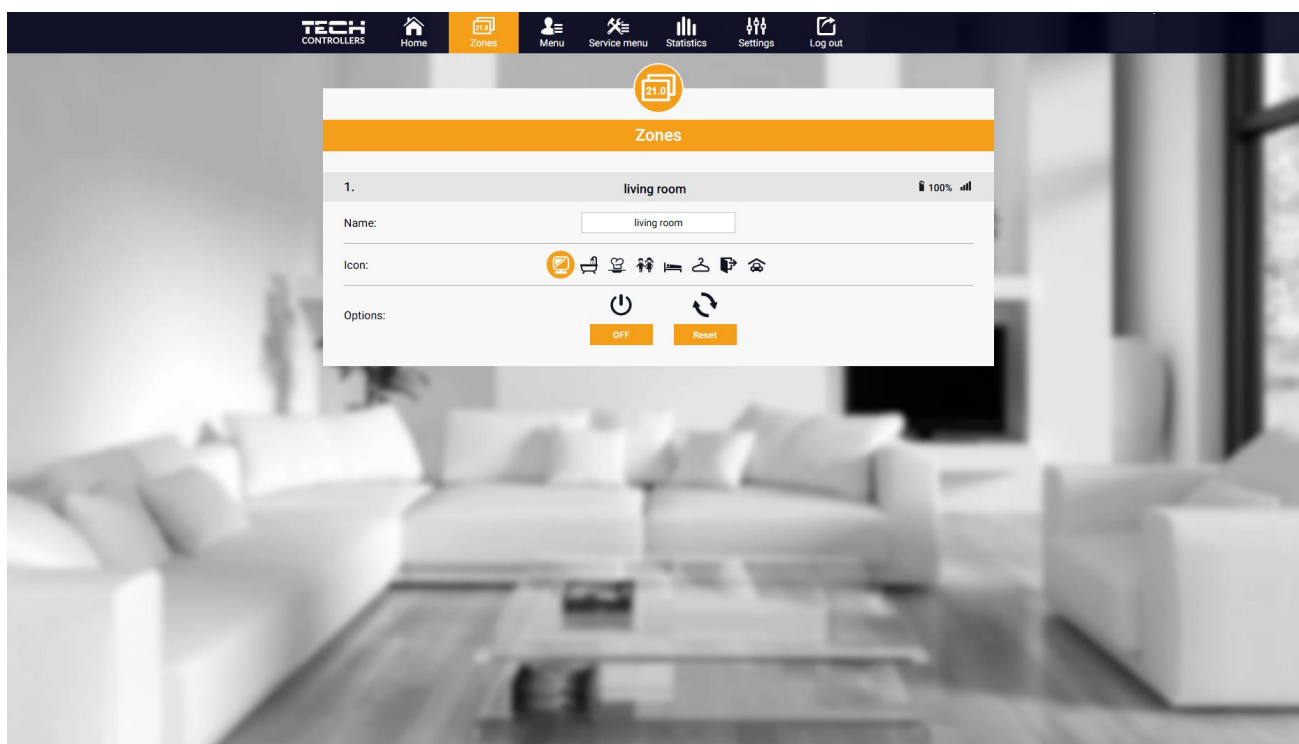 TECH
CONTROLLERS
Home
21.0
Zones
Menu
Service menu
Statistics
Settings
Log out
21.0
Zones
1.
living room
100%
Name:
living room
Icon:
Options:
OFF
Reset